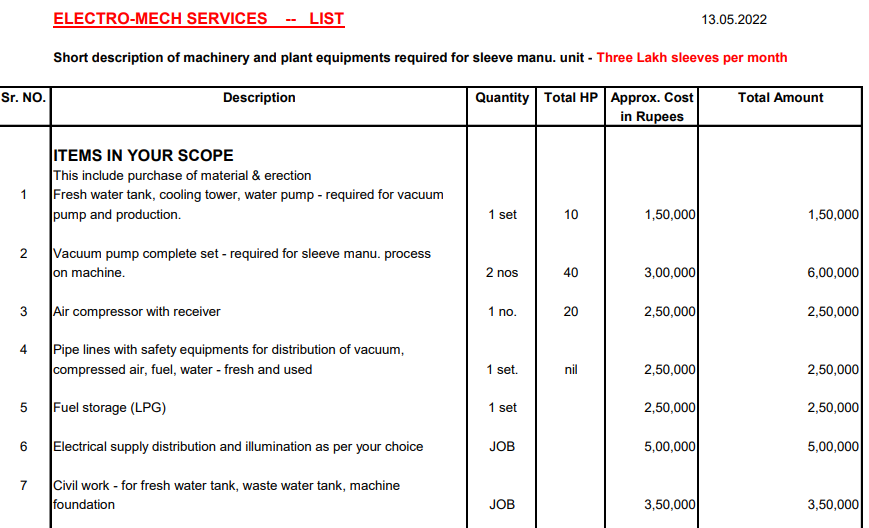 ELECTRO-MECH SERVICES -- LIST 13.05.2022
Short description of machinery and plant equipments required for sleeve manu. unit - Three Lakh sleeves per month
Sr. NO. Description Quantity Total HP Approx. Cost Total Amount
in Rupees
ITEMS IN YOUR SCOPE
This include purchase of material & erection
1 Fresh water tank, cooling tower, water pump - required for vacuum
pump and production. 1 set 10 1,50,000 1,50,000
2 Vacuum pump complete set - required for sleeve manu. process
on machine. 2 nos 40 3,00,000 6,00,000
3 Air compressor with receiver 1 no. 20 2,50,000 2,50,000
4 Pipe lines with safety equipments for distribution of vacuum,
compressed air, fuel, water - fresh and used 1 set. nil 2,50,000 2,50,000
5 Fuel storage (LPG) 1 set 2,50,000 2,50,000
6 Electrical supply distribution and illumination as per your choice JOB 5,00,000 5,00,000
7 Civil work - for fresh water tank, waste water tank, machine
foundation JOB 3,50,000 3,50,000